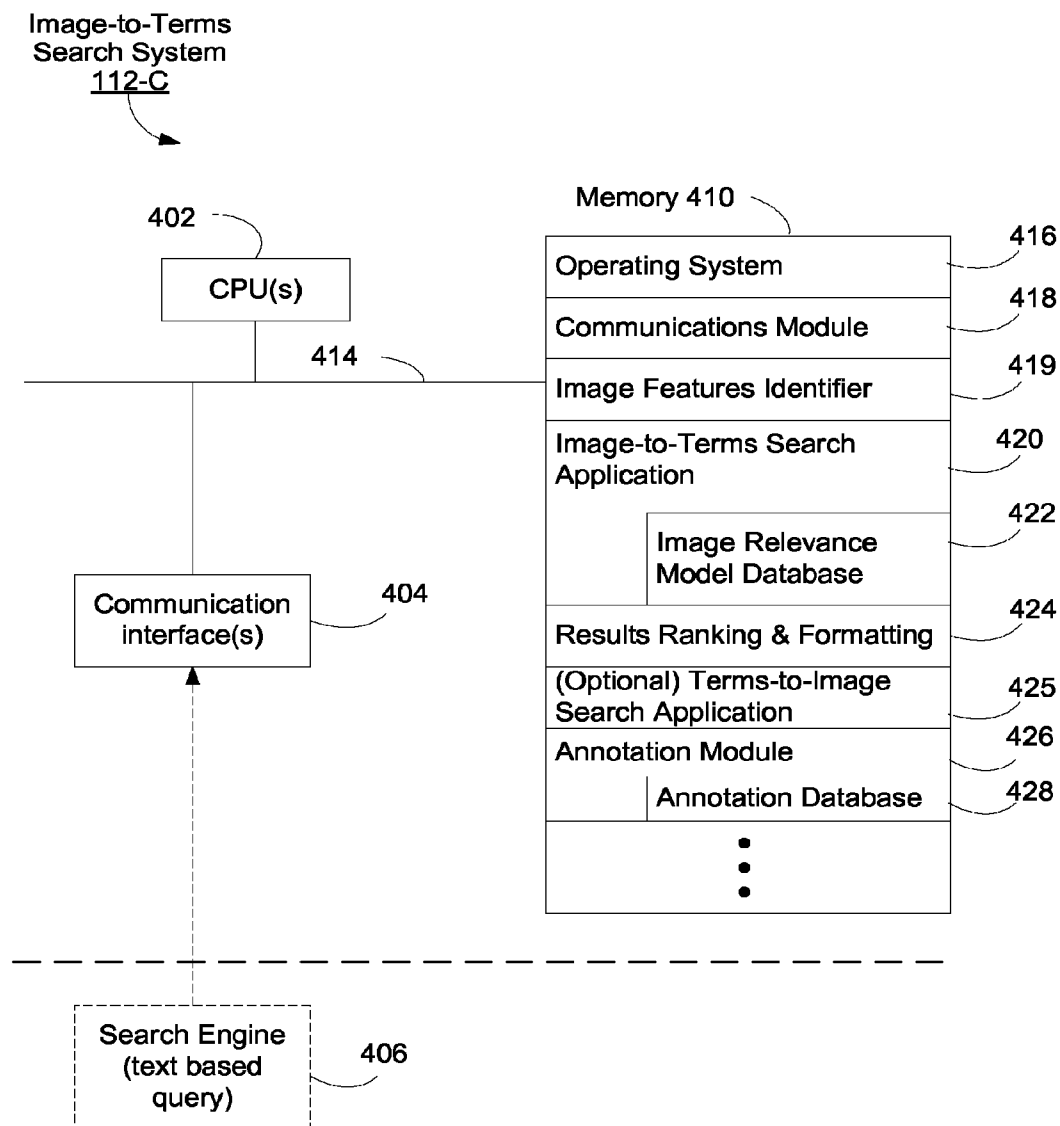 Image-to-Terms
Search System
112-C
Memory 410
402
CPU(s)
414
416
Operating System
418
Communications Module
419
Image Features Identifier
420
Image-to-Terms Search
Application
422
Image Relevance
Model Database
Communication
interface(s)
404
424
Results Ranking & Formatting
425
(Optional) Terms-to-Image
Search Application
426
Annotation Module
428
Annotation Database
Search Engine
(text based
query)
406